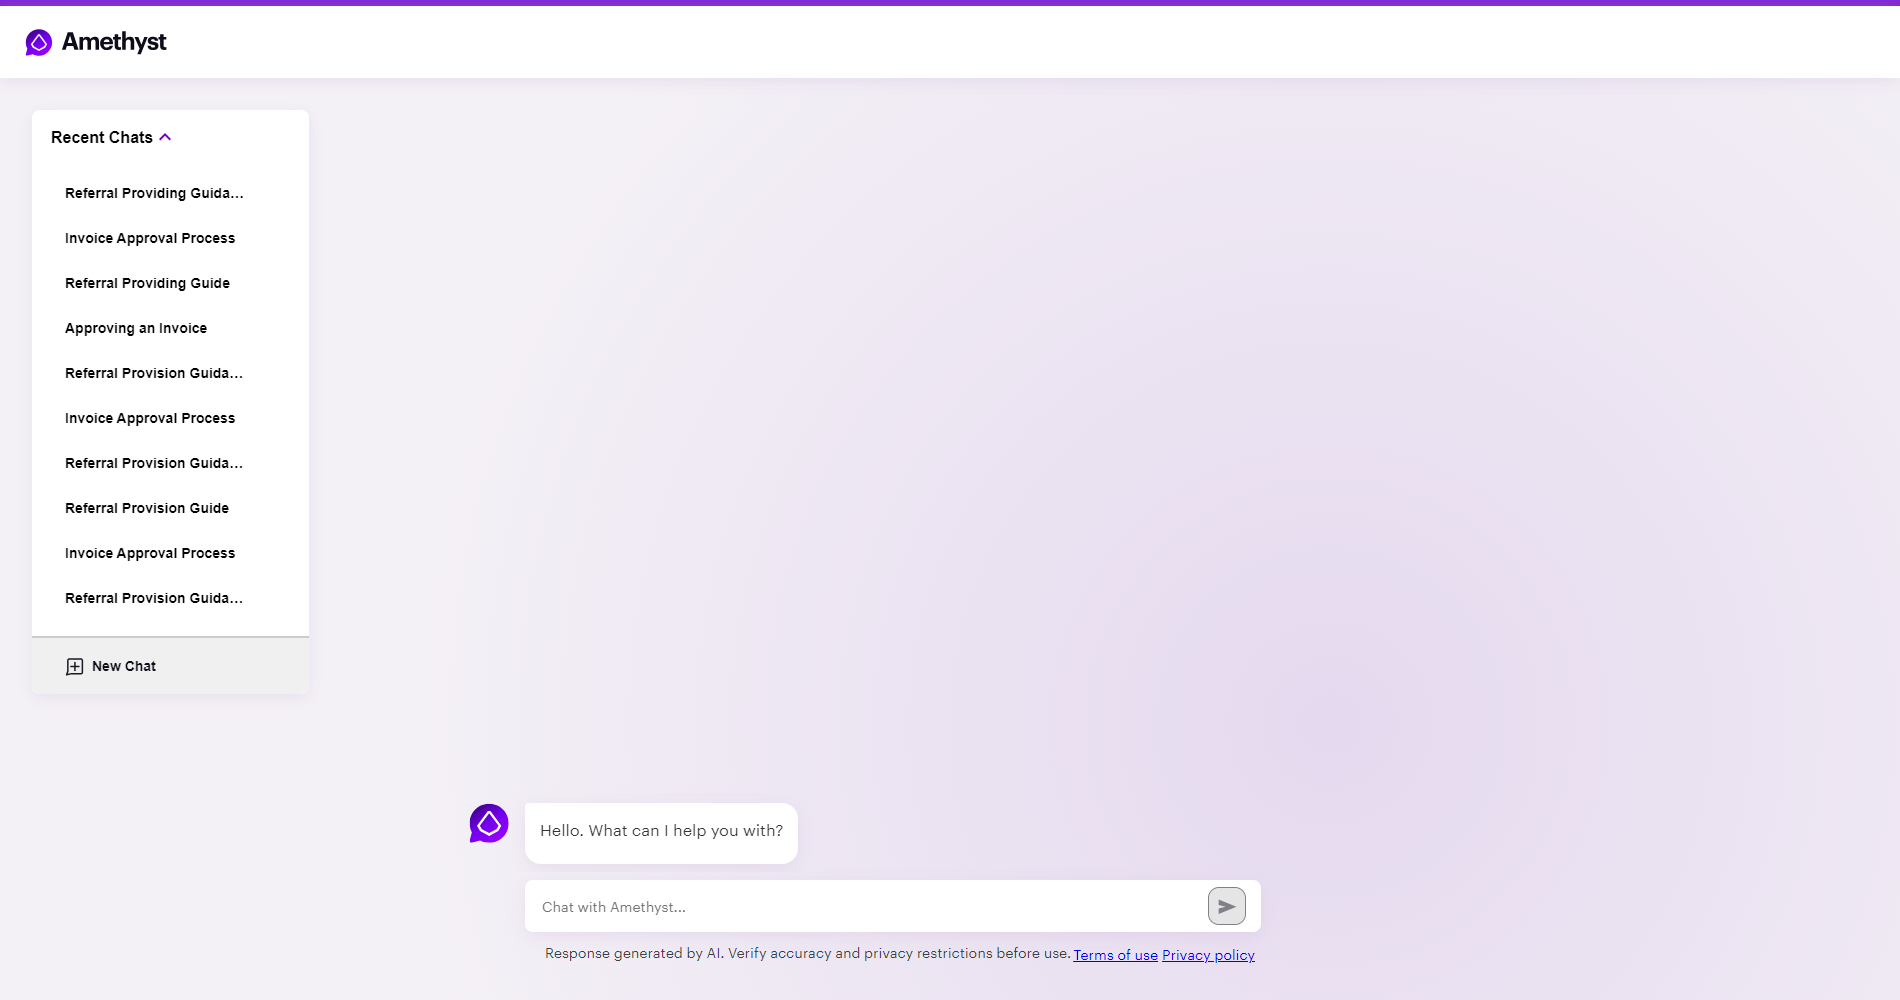 Amethyst
Recent Chats
Referral Providing Guida...
Invoice Approval Process
Referral Providing Guide
Approving an Invoice
Referral Provision Guida...
Invoice Approval Process
Referral Provision Guida...
Referral Provision Guide
Invoice Approval Process
Referral Provision Guida...
New Chat
Hello. What can I help you with?
Chat with Amethyst...
Response generated by AI. Verify accuracy and privacy restrictions before use. Terms of use Privacy policy